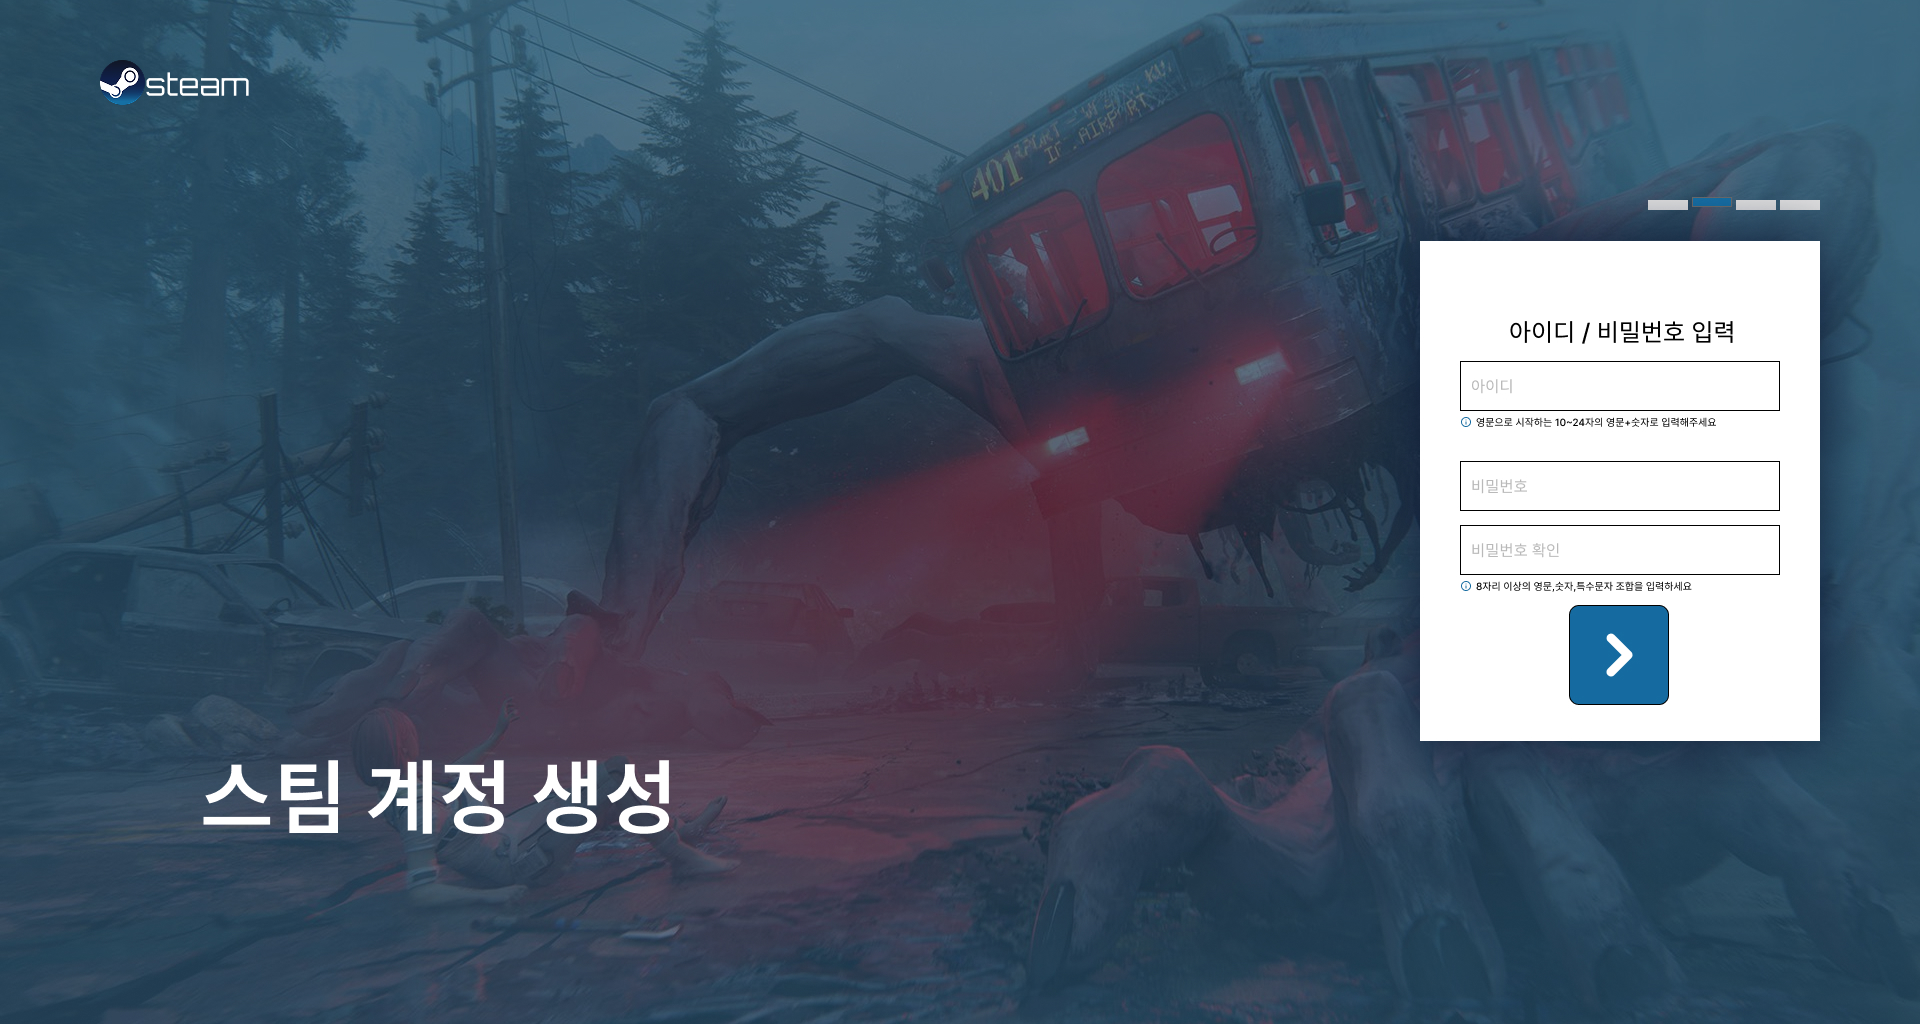 steam
401
AIRPORT
아이디 / 비밀번호 입력
아이디
영문으로 시작하는 10~24자의 영문+숫자로 입력해주세요
비밀번호
비밀번호 확인
8자리 이상의 영문,숫자,특수문자 조합을 입력하세요
스팀 계정 생성